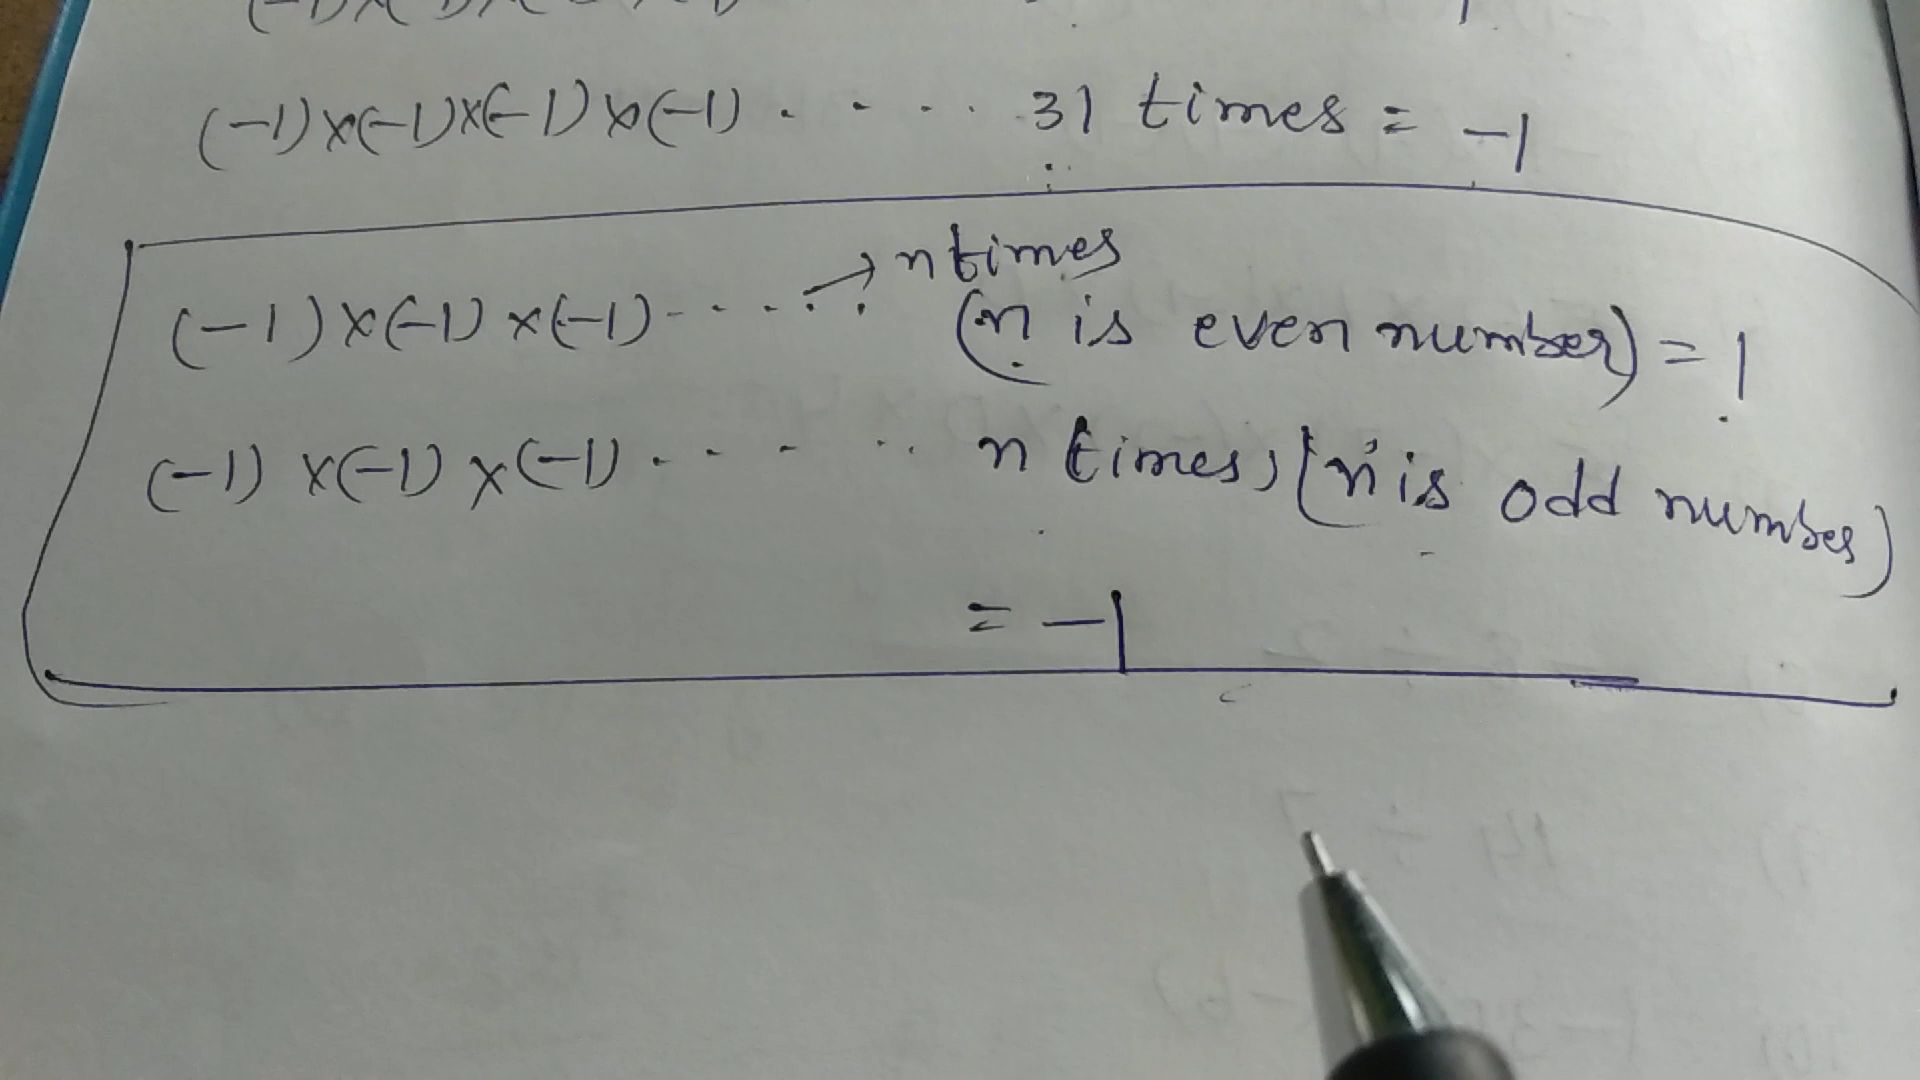 (-1)×(-1)×(-1)×(-1) . . . . . 31 times = -1
(-1)×(-1)×(-1)- - . . . . . → n times
(n is even number) = 1
(-1)×(-1)×(-1) . . . - . . . n times, (n is odd number)
= -1